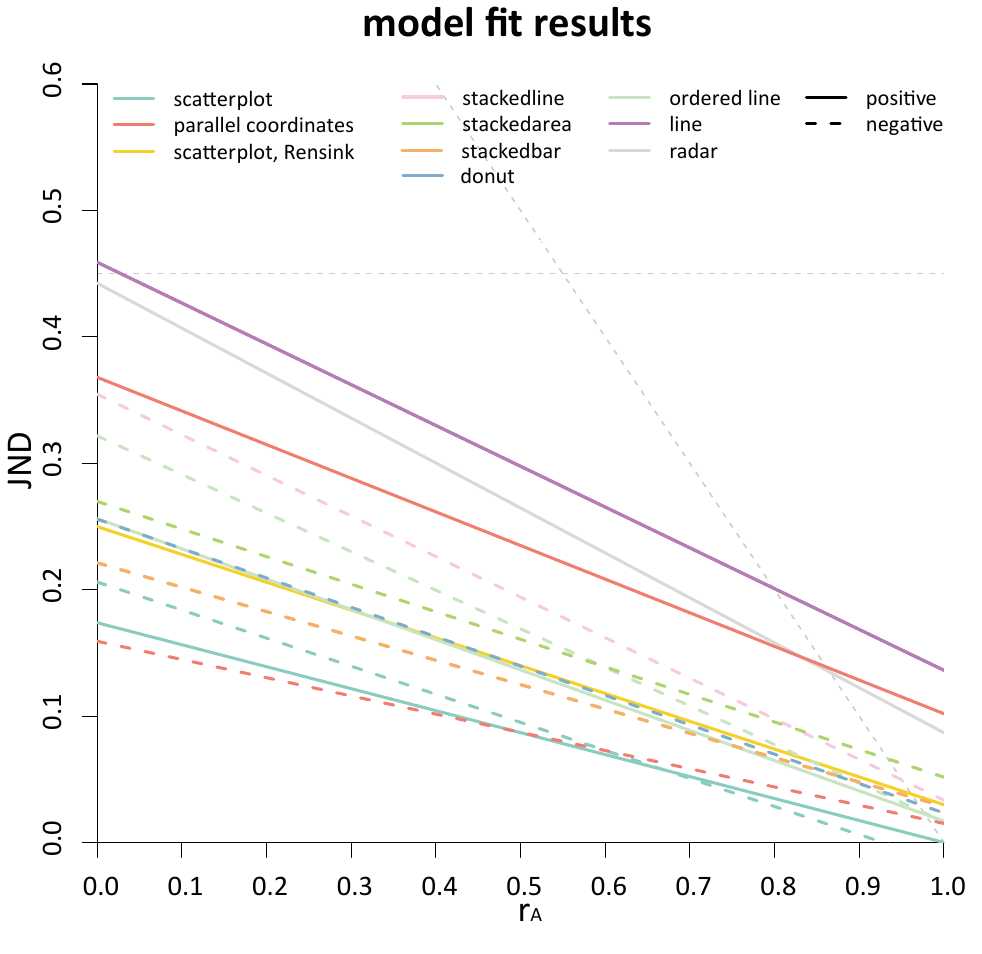 model fit results
scatterplot
parallel coordinates
scatterplot, Rensink
stackedline
stackedarea
stackedbar
donut
ordered line
line
radar
positive
negative
JND
0.6
0.5
0.4
0.3
0.2
0.1
0.0
0.0 0.1 0.2 0.3 0.4 0.5 0.6 0.7 0.8 0.9 1.0
rA